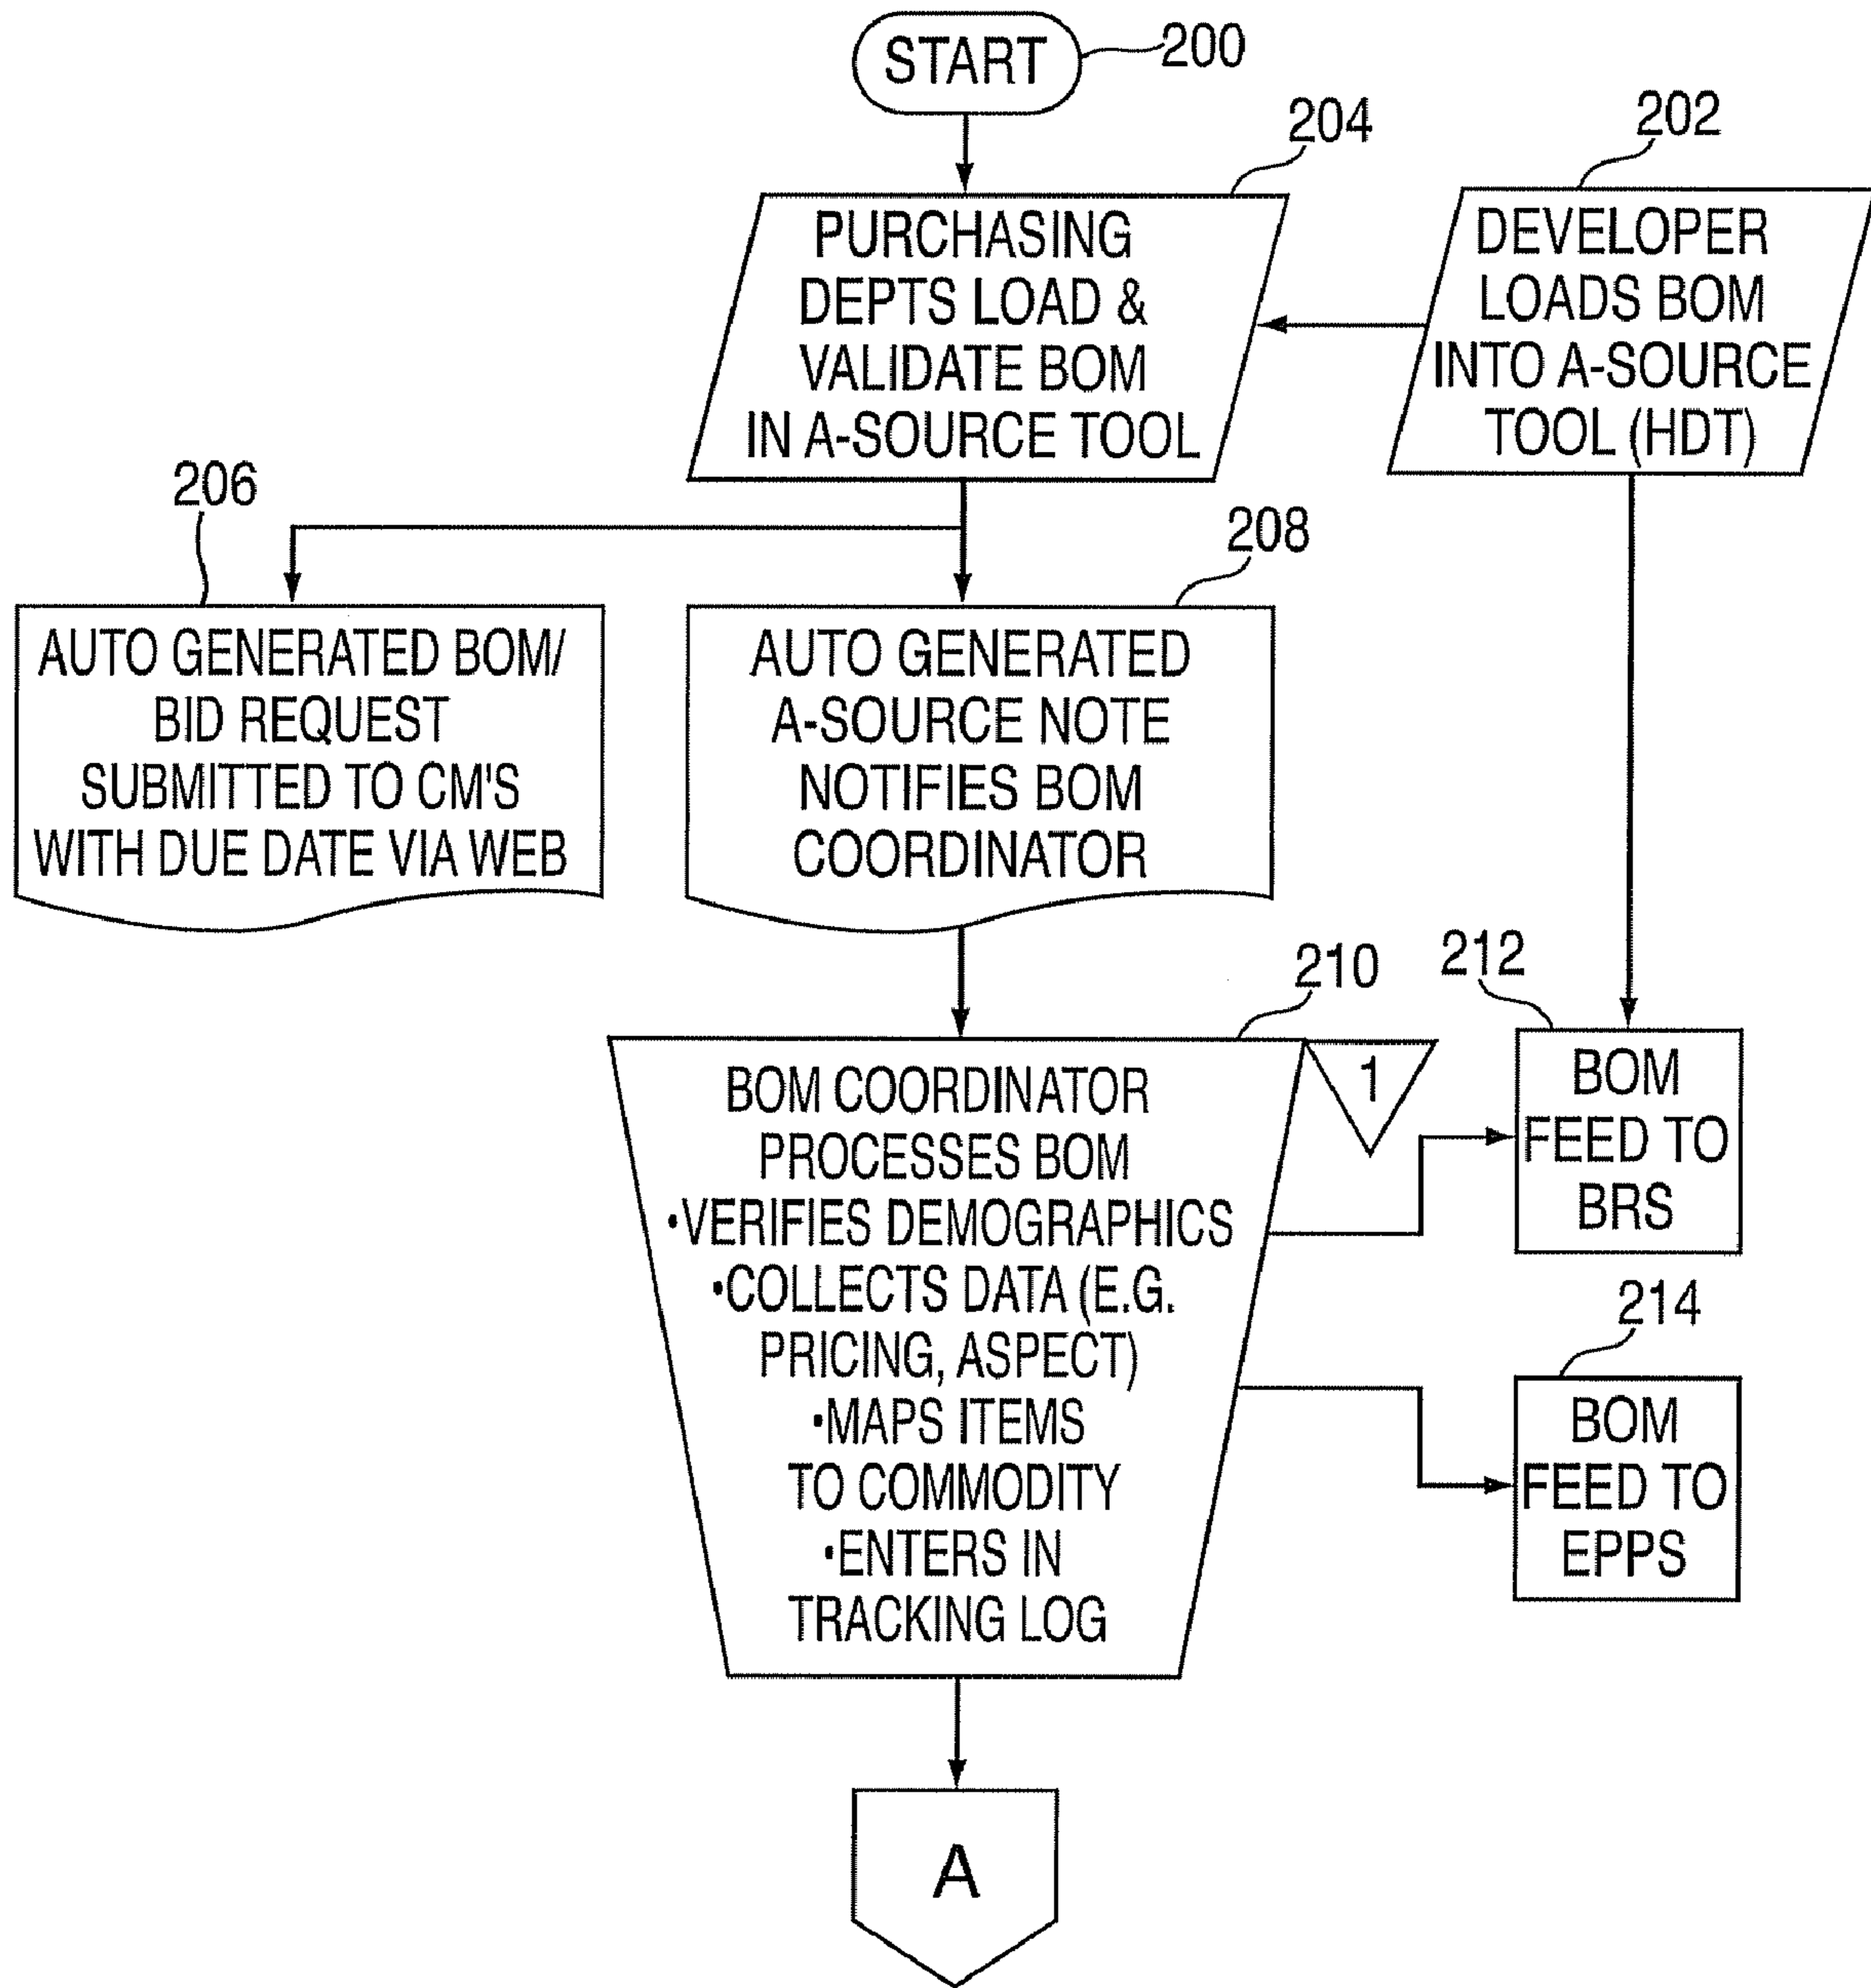 START
200
204
202
PURCHASING
DEPTS LOAD &
VALIDATE BOM
IN A-SOURCE TOOL
DEVELOPER
LOADS BOM
INTO A-SOURCE
TOOL (HDT)
206
208
AUTO GENERATED BOM/
BID REQUEST
SUBMITTED TO CM'S
WITH DUE DATE VIA WEB
AUTO GENERATED
A-SOURCE NOTE
NOTIFIES BOM
COORDINATOR
210
212
BOM COORDINATOR
PROCESSES BOM
•VERIFIES DEMOGRAPHICS
•COLLECTS DATA (E.G.
PRICING, ASPECT)
•MAPS ITEMS
TO COMMODITY
•ENTERS IN
TRACKING LOG
1
BOM
FEED TO
BRS
214
BOM
FEED TO
EPPS
A